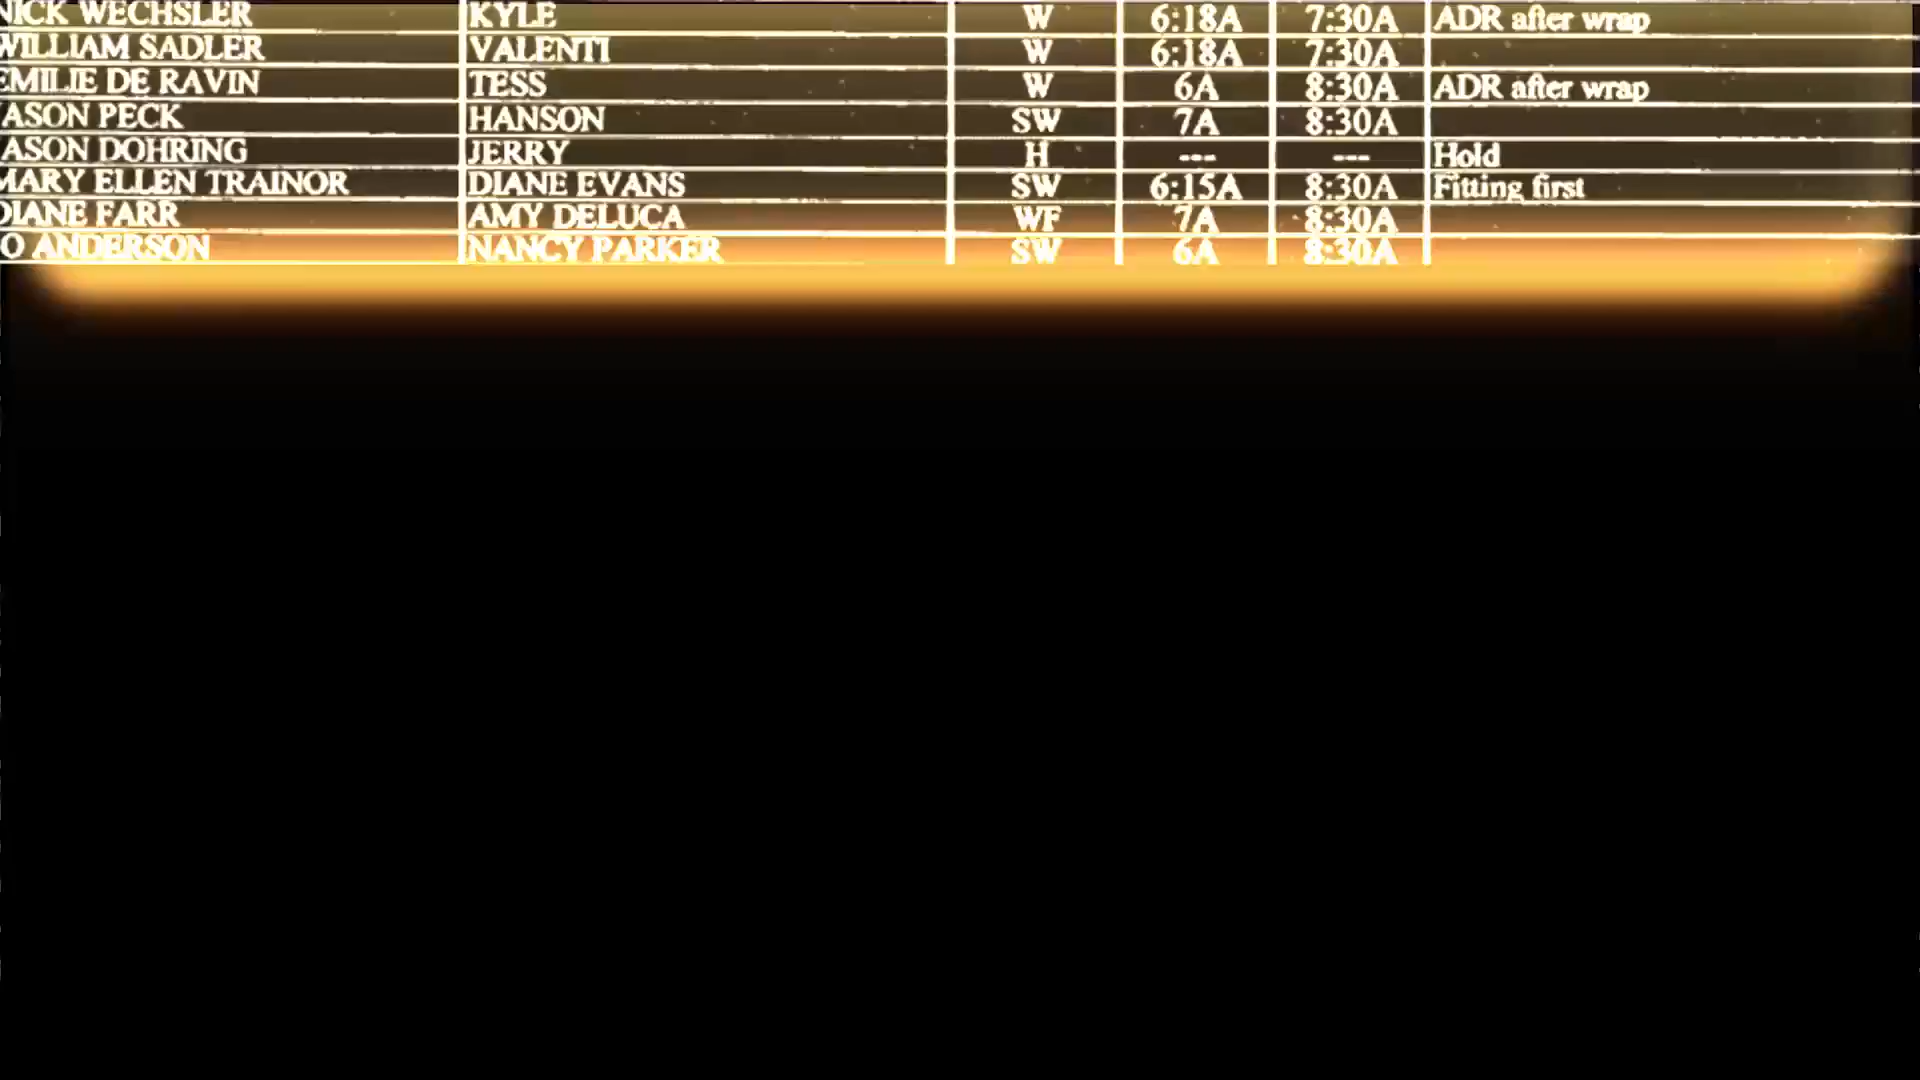 NICK WECHSLER KYLE W 6:18A 7:30A ADR after wrap
WILLIAM SADLER VALENTI W 6:18A 7:30A
EMILIE DE RAVIN TESS W 6A 8:30A ADR after wrap
ASON PECK HANSON SW 7A 8:30A
ASON DOHRING JERRY H --- --- Hold
MARY ELLEN TRAINOR DIANE EVANS SW 6:15A 8:30A Fitting first
DIANE FARR AMY DELUCA WF 7A 8:30A
O ANDERSON NANCY PARKER SW 6A 8:30A